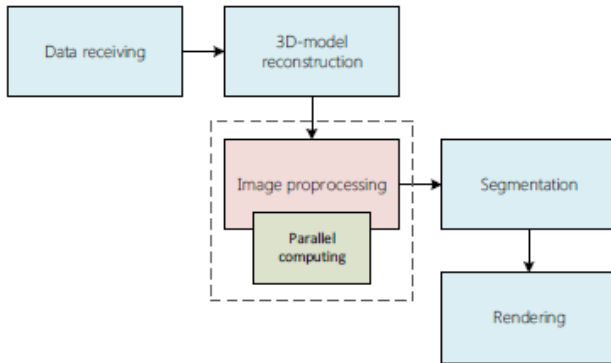 Data receiving
3D-model
reconstruction
Image proprocessing
Segmentation
Parallel
computing
Rendering